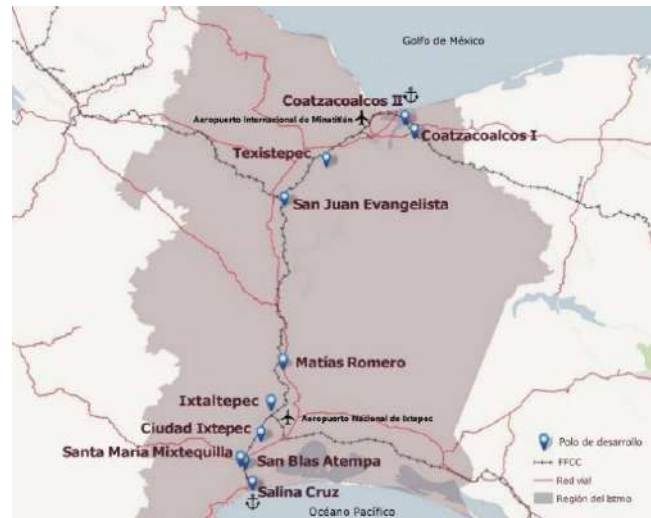 Golfo de México
Coatzacoalcos II
Aeropuerto Internacional de Minatitlán
Coatzacoalcos I
Texistepec
San Juan Evangelista
Matías Romero
Ixtaltepec
Aeropuerto Nacional de Ixtepec
Ciudad Ixtepec
Santa María Mixtequilla
San Blas Atempa
Salina Cruz
Océano Pacífico
Polo de desarrollo
FFCC
Red vial
Región del Istmo